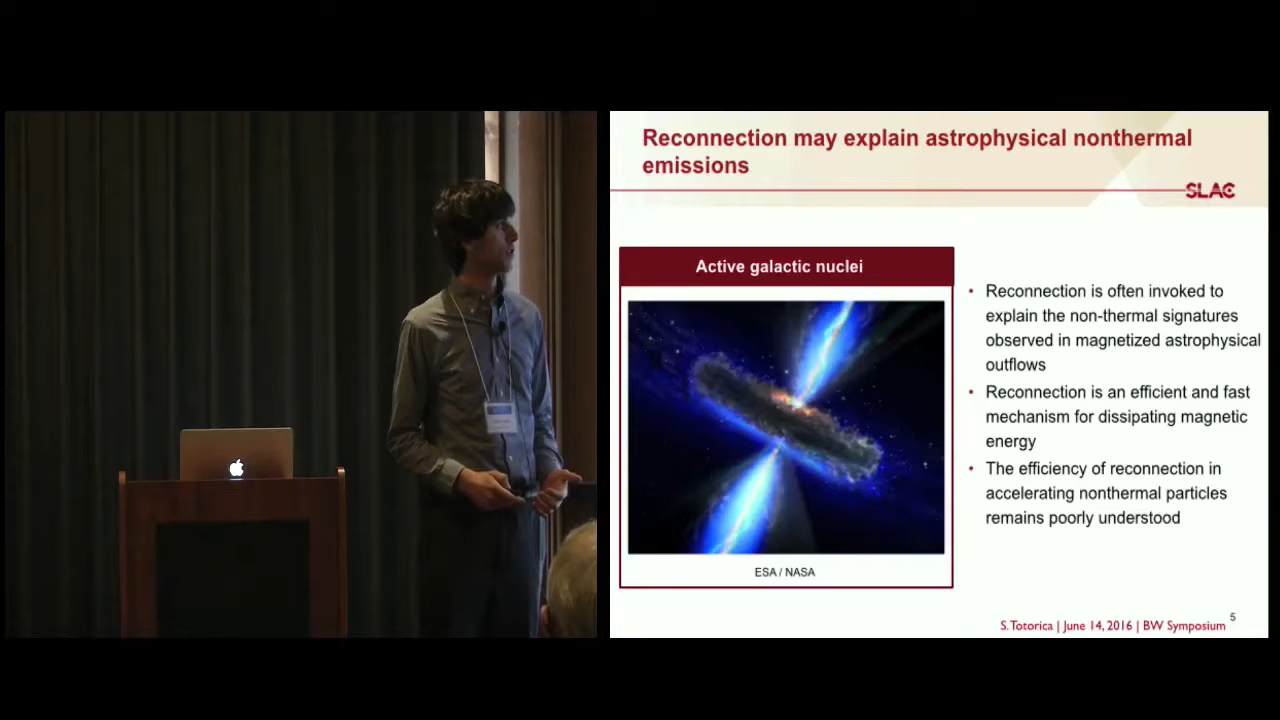 Reconnection may explain astrophysical nonthermal
emissions
SLAC
Active galactic nuclei
ESA / NASA
• Reconnection is often invoked to
explain the non-thermal signatures
observed in magnetized astrophysical
outflows
• Reconnection is an efficient and fast
mechanism for dissipating magnetic
energy
• The efficiency of reconnection in
accelerating nonthermal particles
remains poorly understood
S. Totorica | June 14, 2016 | BW Symposium
5